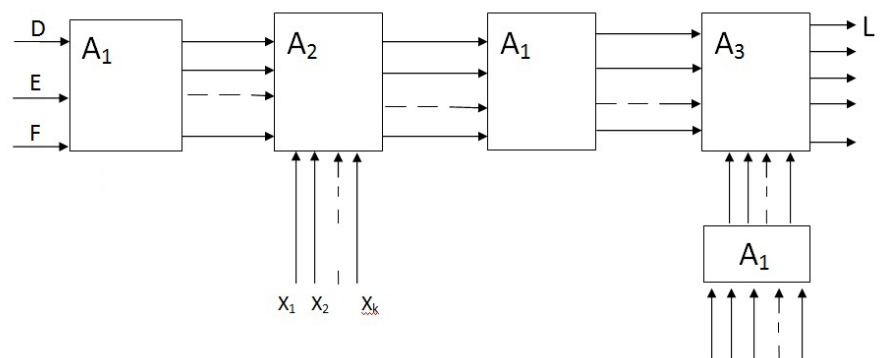 D
E
F
A₁
A₂
A₁
A₃
L
X₁ X₂ Xₖ
A₁